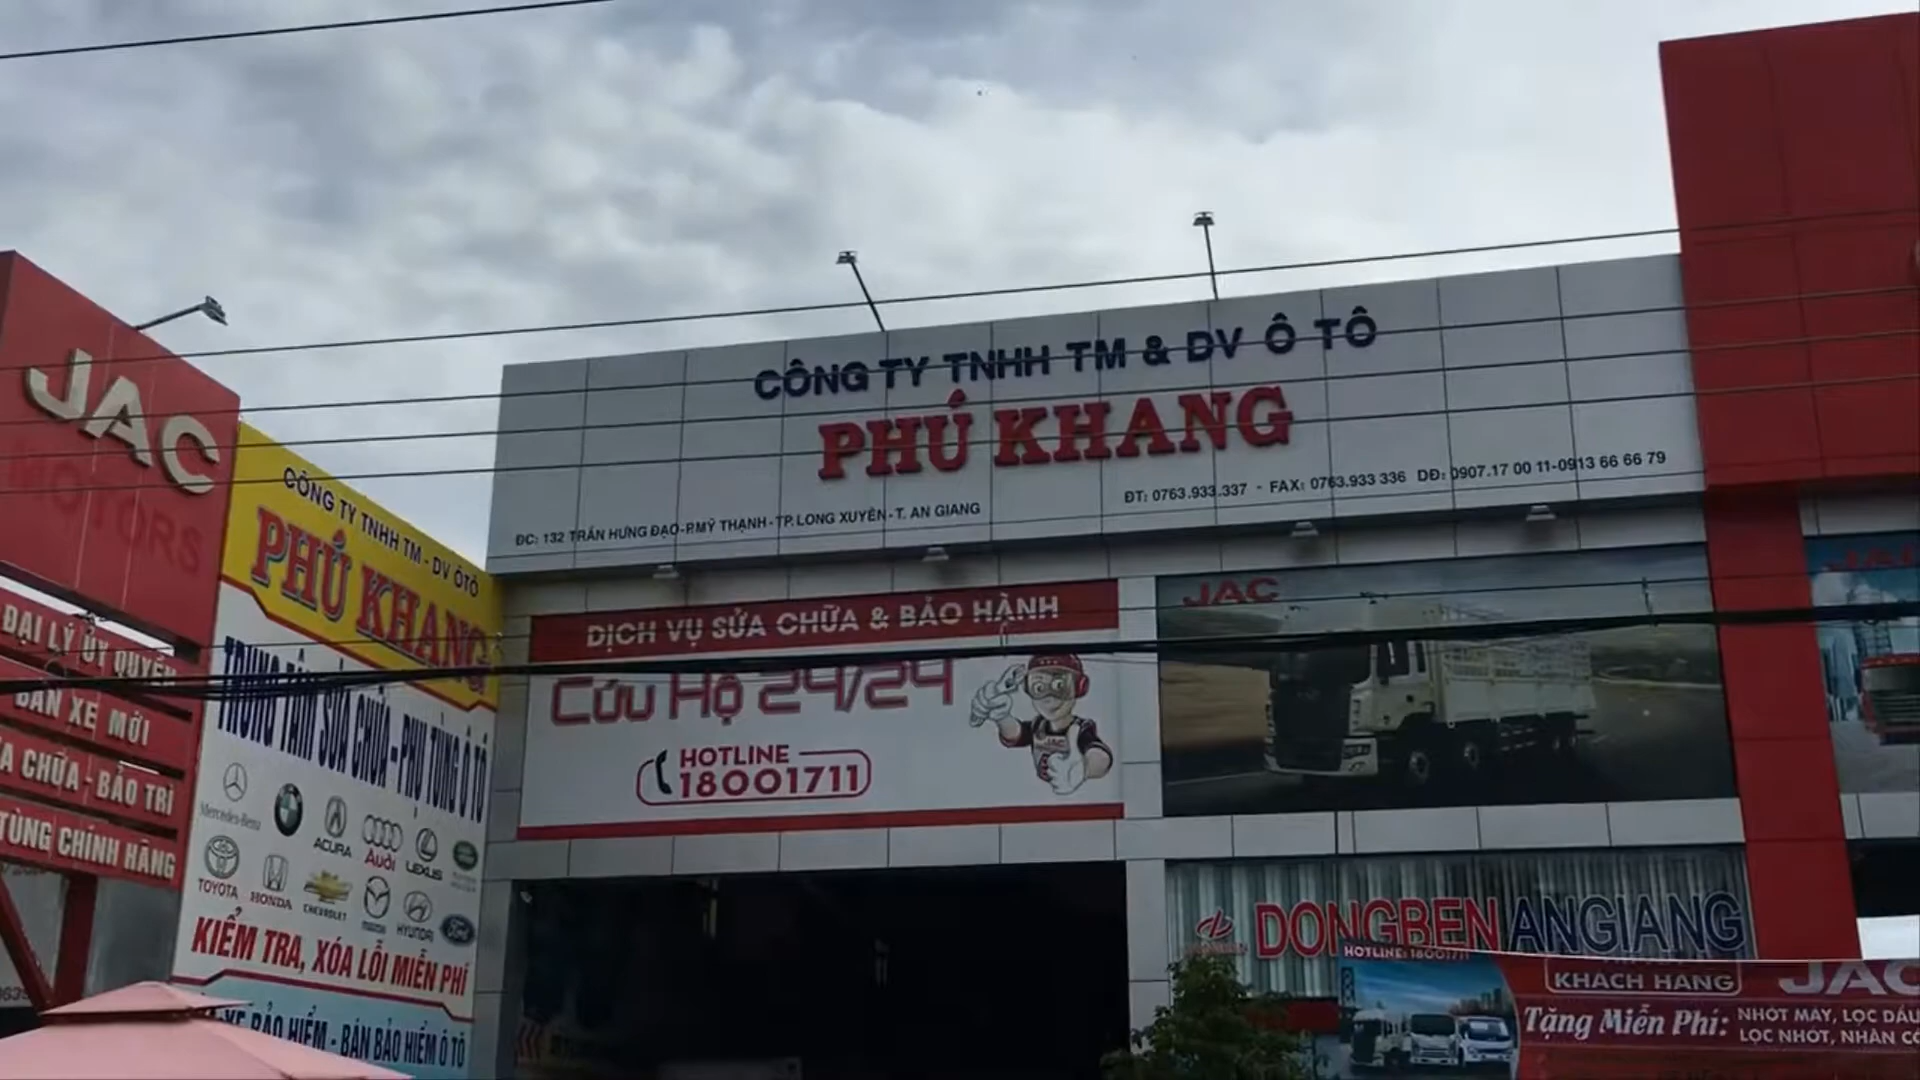 JAC
MOTORS
ĐẠI LÝ ỦY QUYỀN
BÁN XE MỚI
A CHỮA - BẢO TRÌ
TÙNG CHÍNH HÃNG
CÔNG TY TNHH TM - DV ÔTÔ
PHÚ KHANG
TRUNG TÂM SỬA CHỮA - PHỤ TÙNG Ô TÔ
Mercedes-Benz
ACURA
Audi
LEXUS
TOYOTA
HONDA
CHEVROLET
mazda
HYUNDAI
Ford
KIỂM TRA, XÓA LỖI MIỄN PHÍ
XE BẢO HIỂM - BÁN BẢO HIỂM Ô TÔ
CÔNG TY TNHH TM & DV Ô TÔ
PHÚ KHANG
ĐT: 0763.933.337 - FAX: 0763.933 336 DĐ: 0907.17 00 11-0913 66 66 79
ĐC: 132 TRẦN HƯNG ĐẠO-P.MỸ THẠNH-TP.LONG XUYÊN-T. AN GIANG
DỊCH VỤ SỬA CHỮA & BẢO HÀNH
Cứu Hộ 24/24
HOTLINE
18001711
JAC
JAC
DONGBEN ANGIANG
HOTLINE: 18001711
KHÁCH HÀNG
JAC
Tặng Miễn Phí:
NHỚT MÁY, LỌC DẦU
LỌC NHỚT, NHÂN CÔ